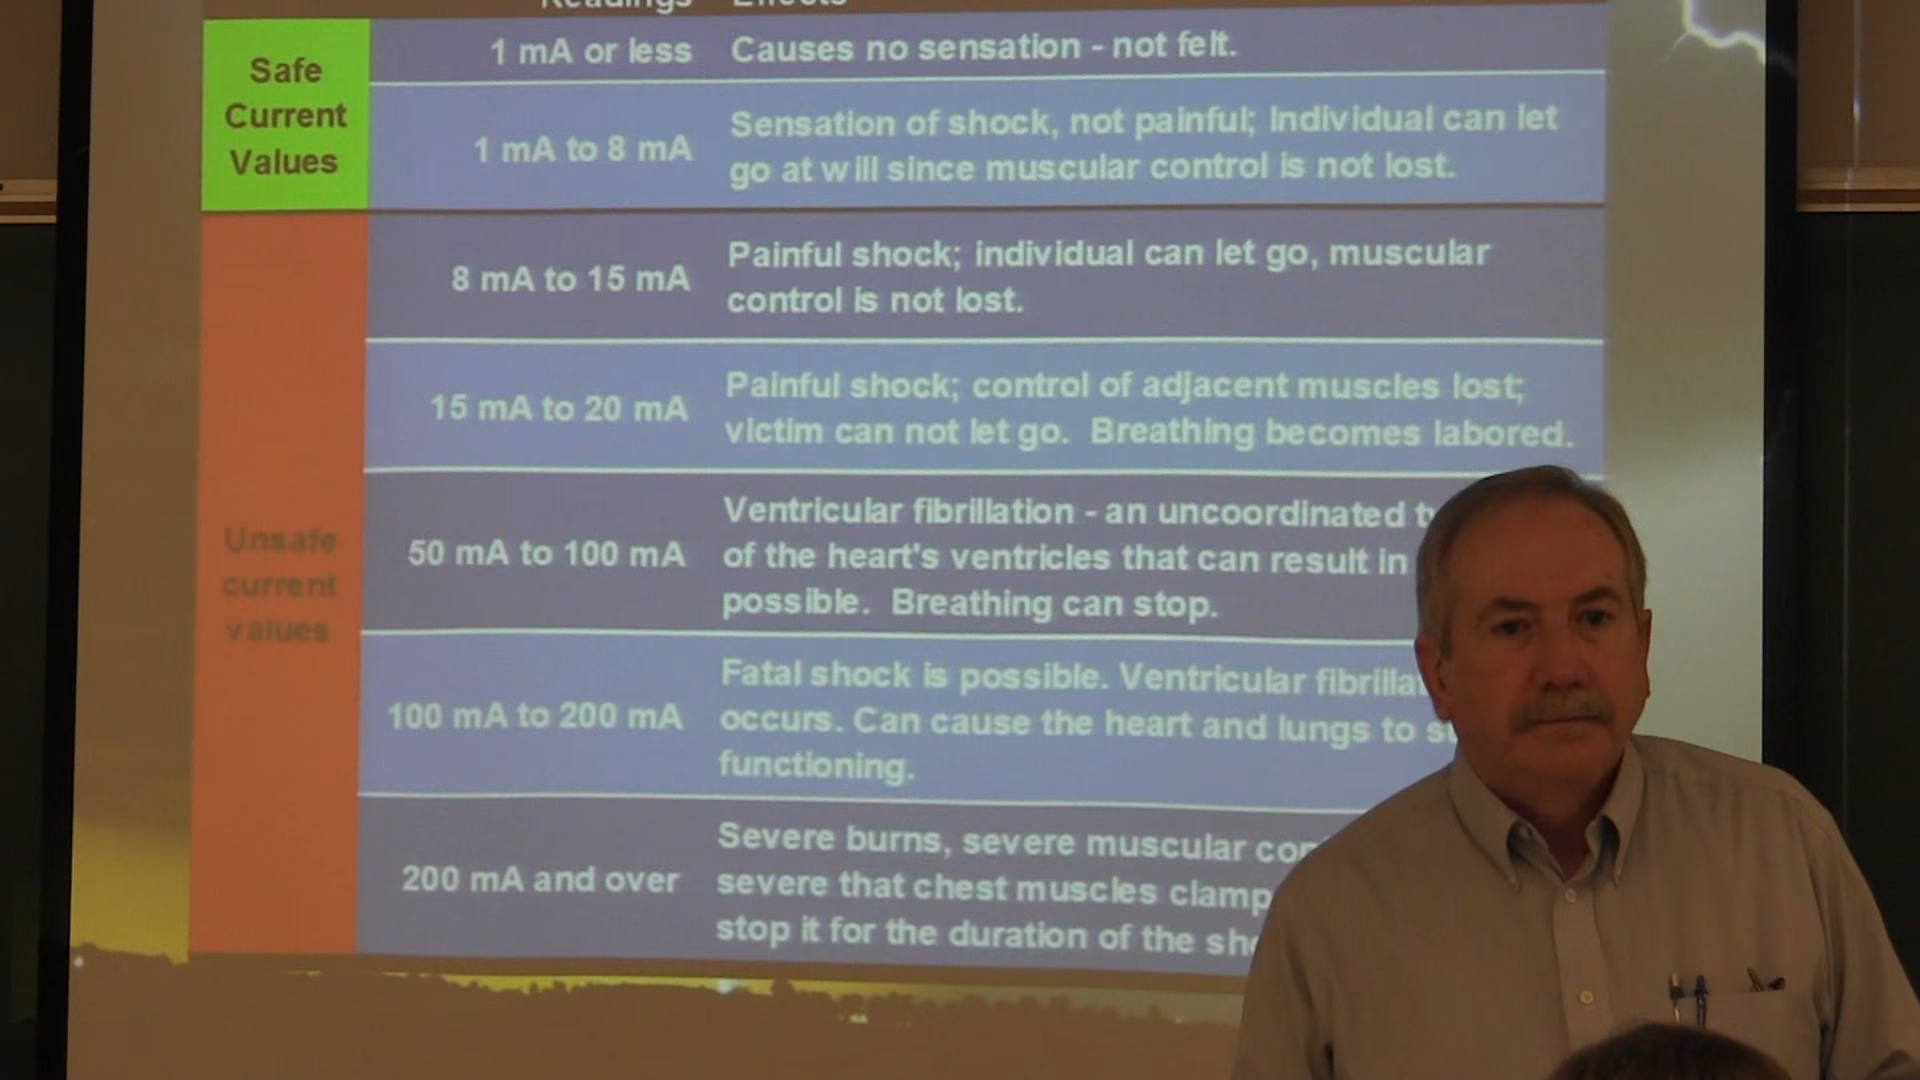 Readings Effects
Safe
Current
Values
1 mA or less
Causes no sensation - not felt.
1 mA to 8 mA
Sensation of shock, not painful; Individual can let
go at will since muscular control is not lost.
Unsafe
current
values
8 mA to 15 mA
Painful shock; individual can let go, muscular
control is not lost.
15 mA to 20 mA
Painful shock; control of adjacent muscles lost;
victim can not let go. Breathing becomes labored.
50 mA to 100 mA
Ventricular fibrillation - an uncoordinated
of the heart's ventricles that can result in
possible. Breathing can stop.
100 mA to 200 mA
Fatal shock is possible. Ventricular
occurs. Can cause the heart and lungs to
functioning.
200 mA and over
Severe burns, severe muscular
severe that chest muscles clamp
stop it for the duration of the